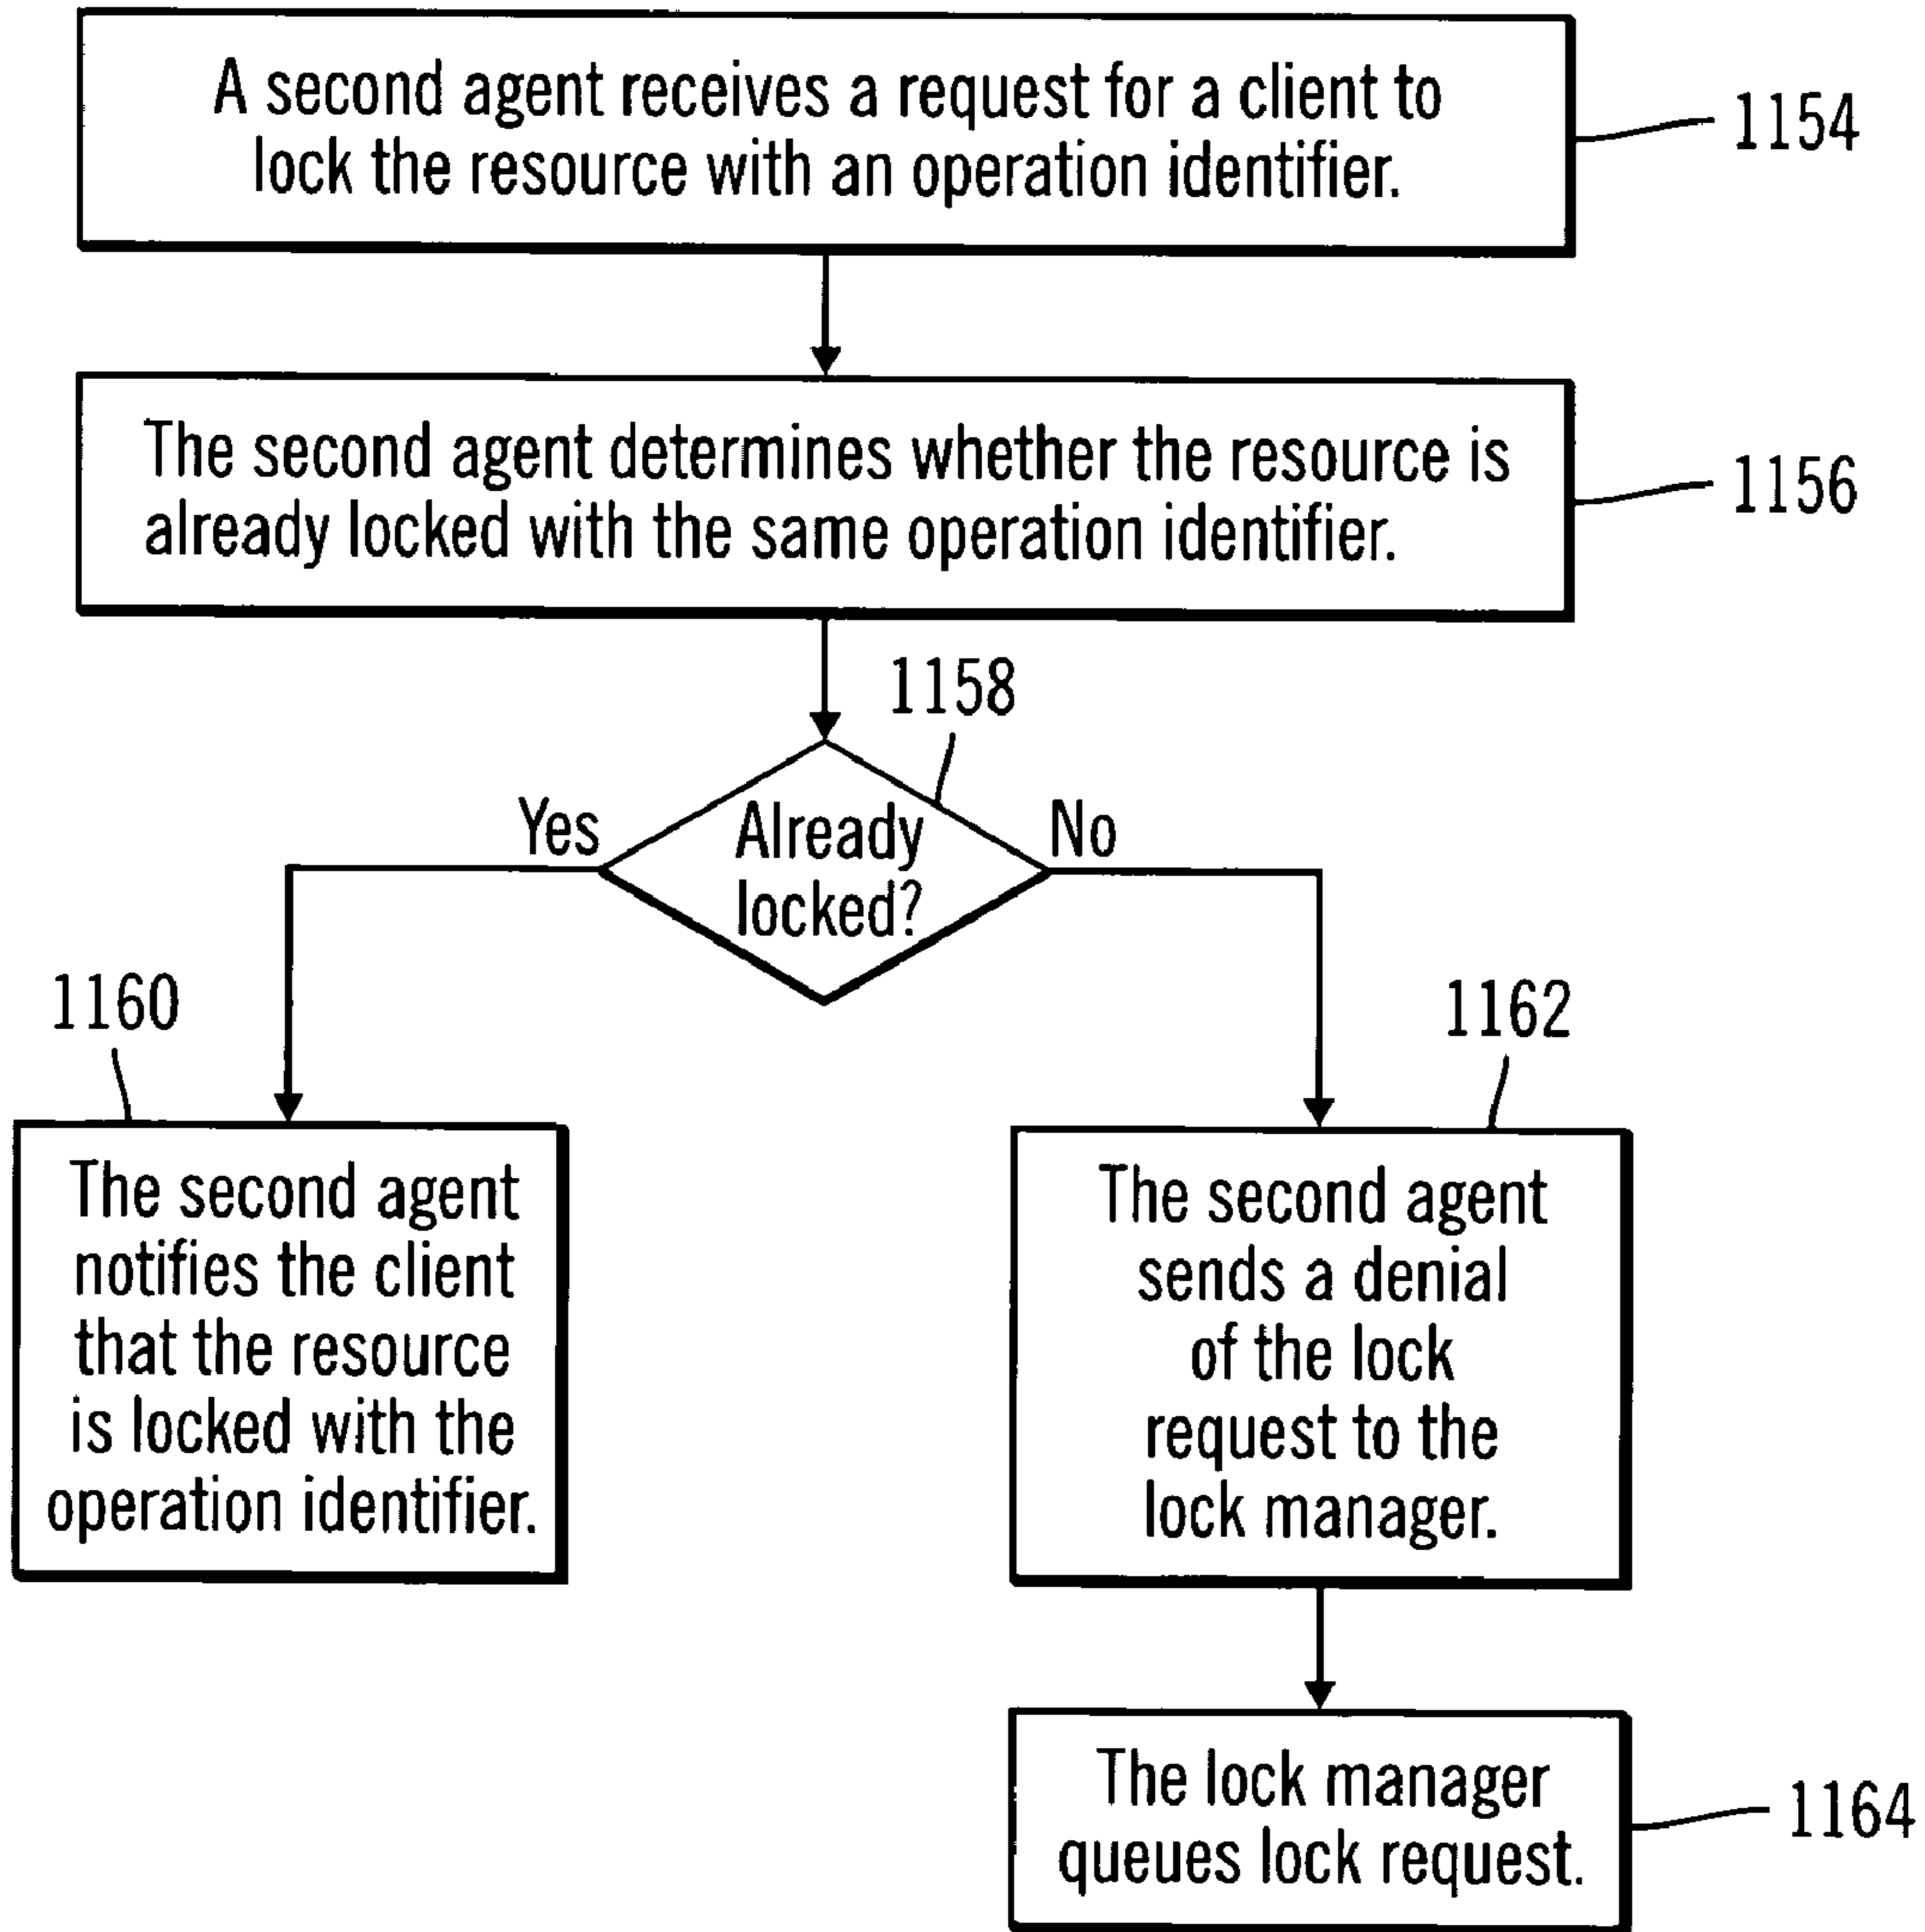 A second agent receives a request for a client to
lock the resource with an operation identifier.
1154
The second agent determines whether the resource is
already locked with the same operation identifier.
1156
1158
Yes
Already
locked?
No
1160
The second agent
notifies the client
that the resource
is locked with the
operation identifier.
1162
The second agent
sends a denial
of the lock
request to the
lock manager.
The lock manager
queues lock request.
1164